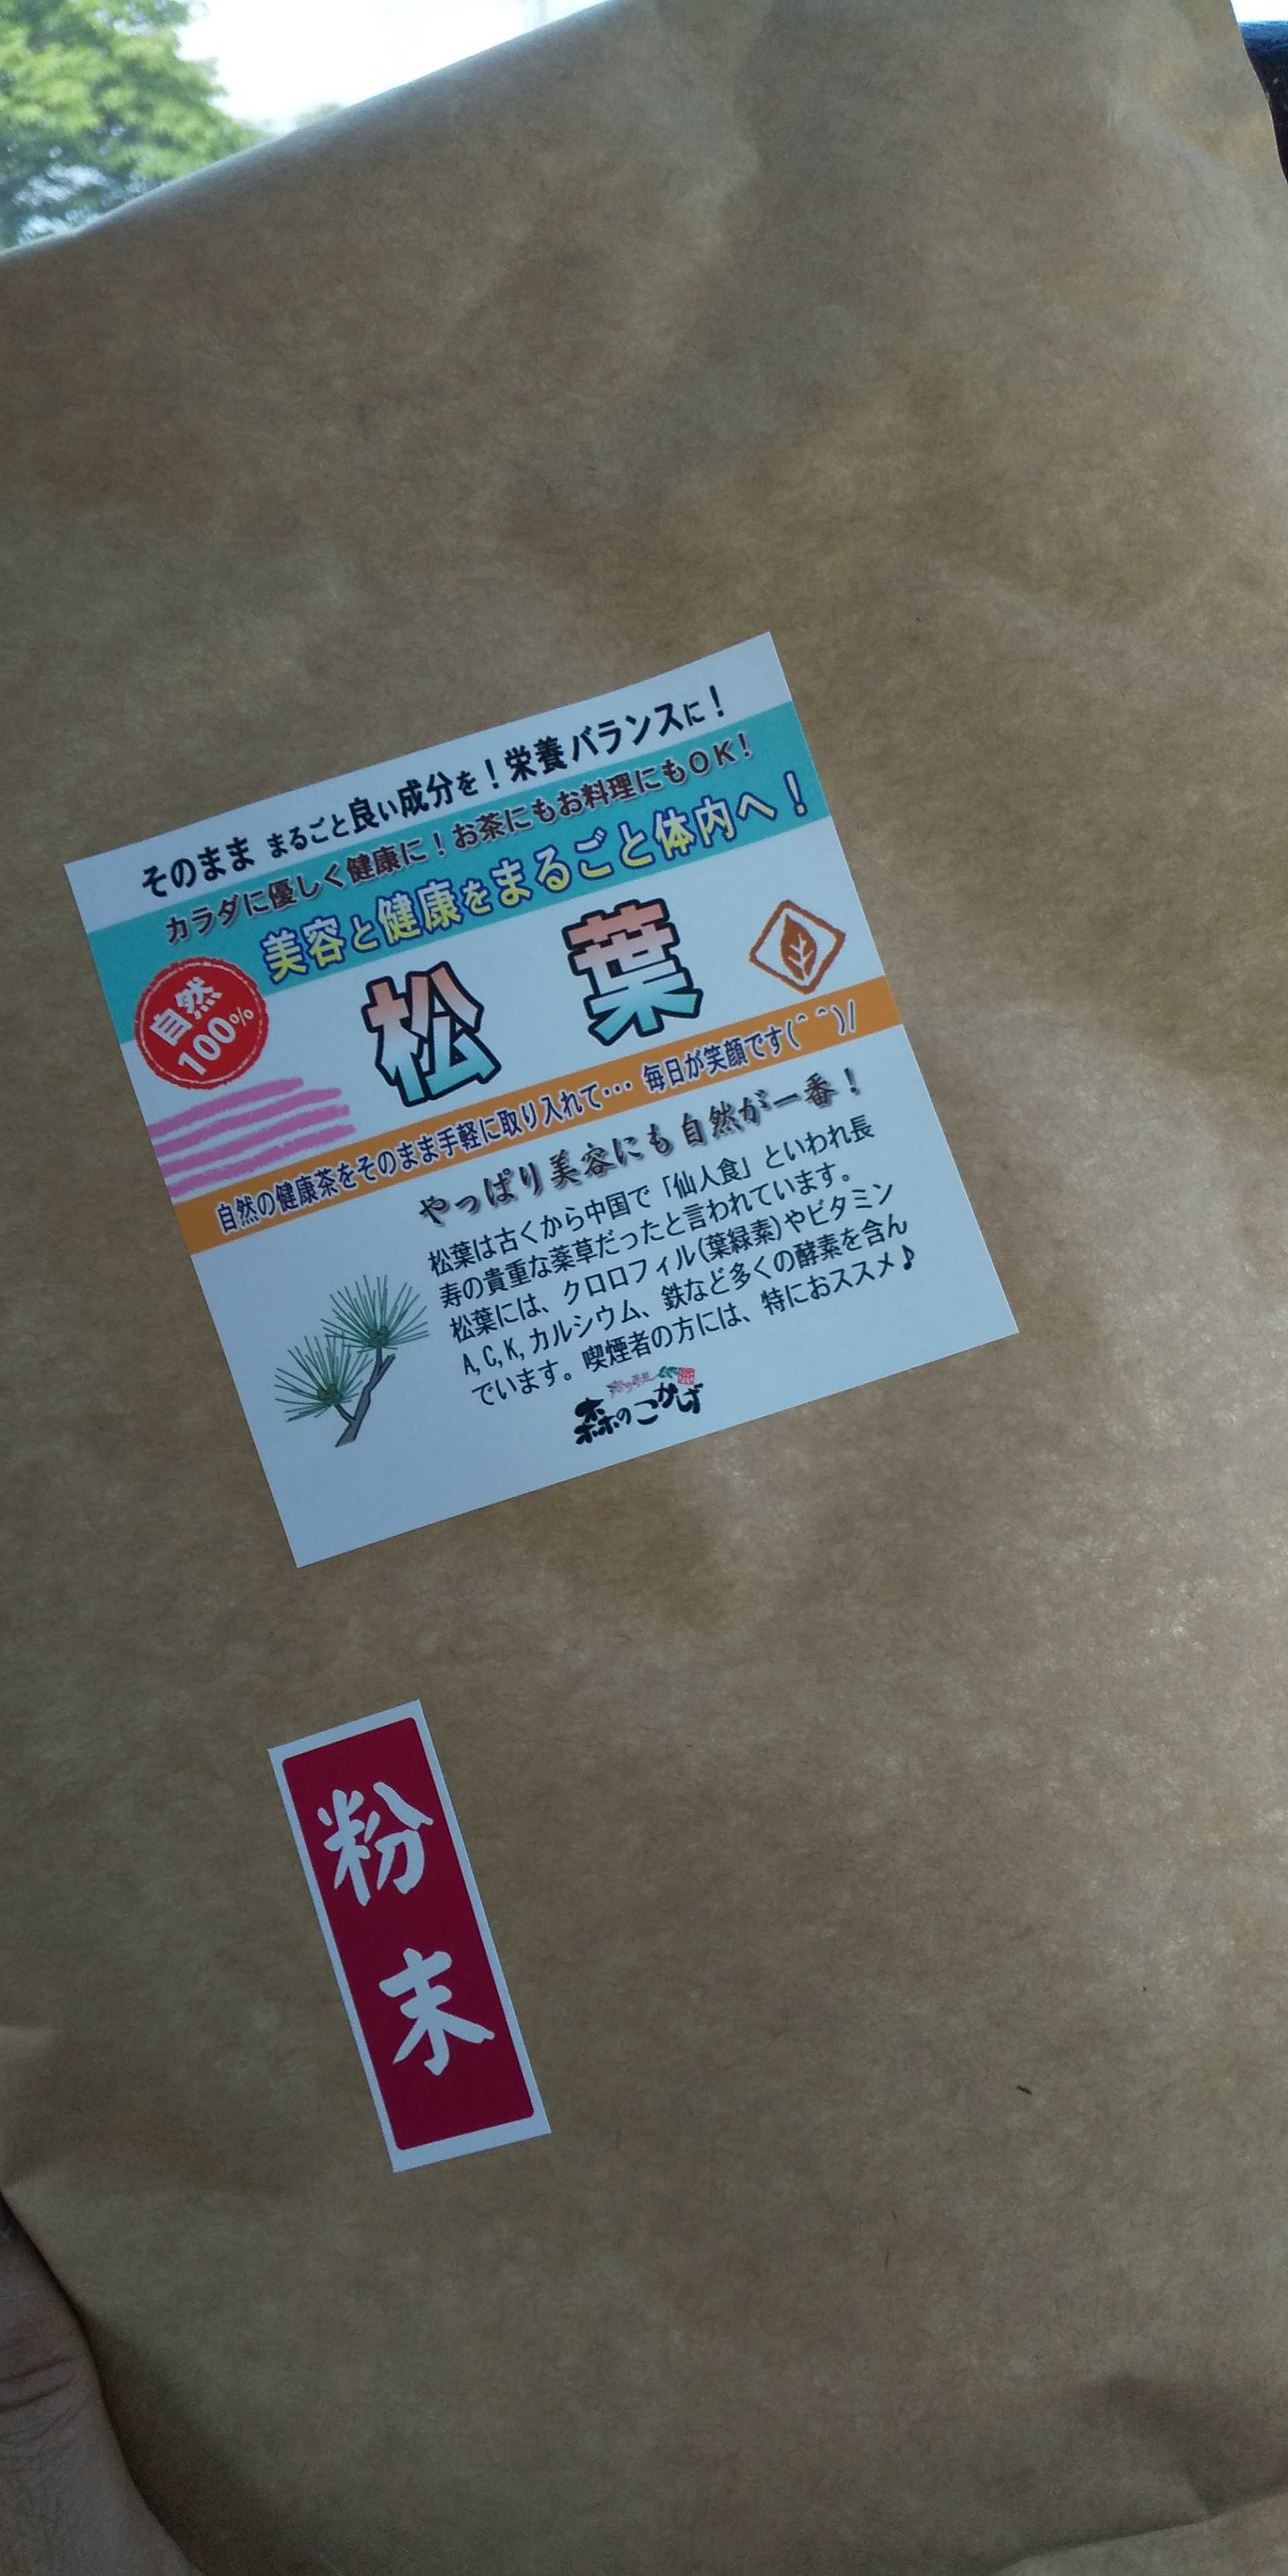 そのまま まるごと良い成分を！栄養バランスに！
カラダに優しく健康に！お茶にもお料理にもＯＫ！
美容と健康をまるごと体内へ！
自然
100%
松 葉
自然の健康茶をそのまま手軽に取り入れて･･･ 毎日が笑顔です(＾＾)/
やっぱり美容にも自然が一番！
松葉は古くから中国で「仙人食」といわれ長
寿の貴重な薬草だったと言われています。
松葉には、クロロフィル(葉緑素)やビタミン
A,C,K,カルシウム、鉄など多くの酵素を含ん
でいます。喫煙者の方には、特におススメ♪
森のこかげ
粉末